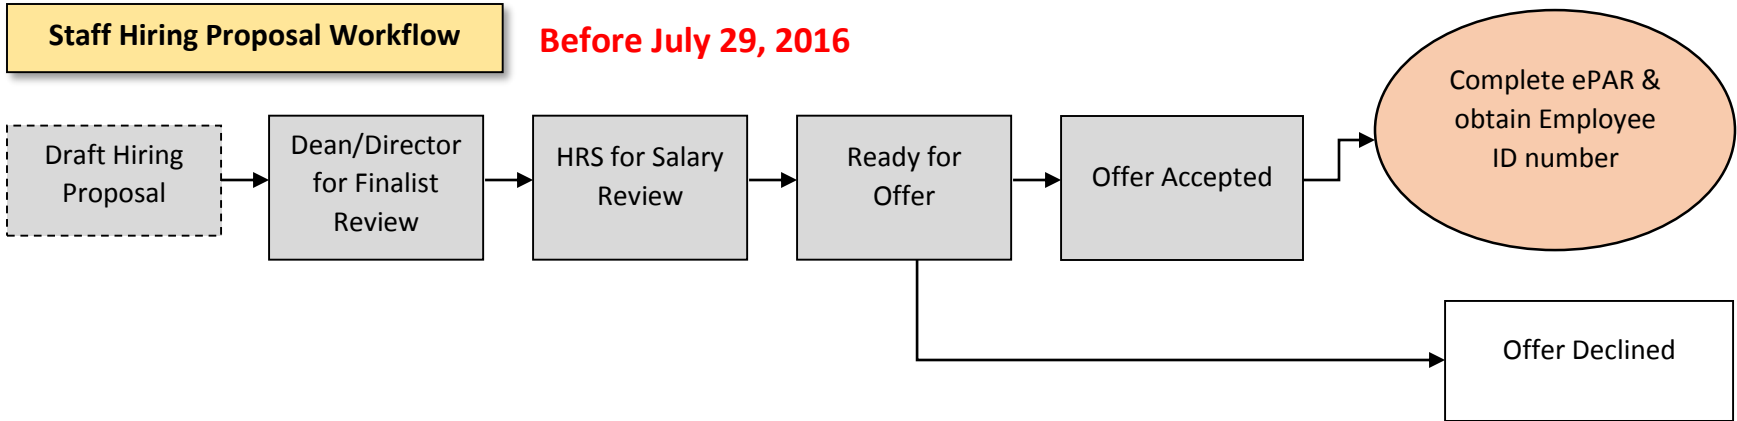 Staff Hiring Proposal Workflow
Before July 29, 2016
Draft Hiring
Proposal
Dean/Director
for Finalist
Review
HRS for Salary
Review
Ready for
Offer
Offer Accepted
Complete ePAR &
obtain Employee
ID number
Offer Declined